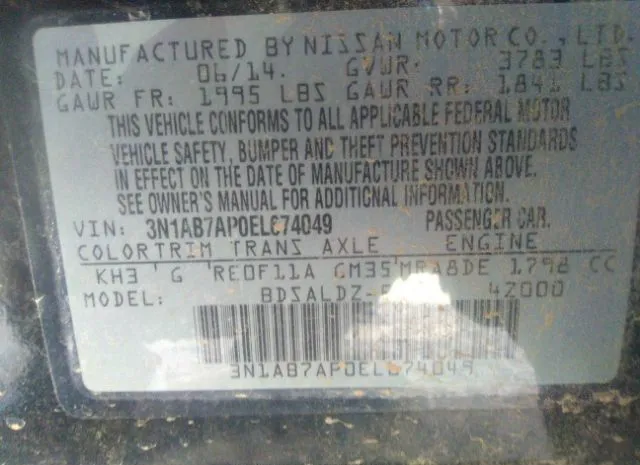 MANUFACTURED BY NISSAN MOTOR CO., LTD.
DATE: 06/14. GVWR: 3783 LBS
GAWR FR: 1995 LBS GAWR RR: 1841 LBS
THIS VEHICLE CONFORMS TO ALL APPLICABLE FEDERAL MOTOR
VEHICLE SAFETY, BUMPER AND THEFT PREVENTION STANDARDS
IN EFFECT ON THE DATE OF MANUFACTURE SHOWN ABOVE.
SEE OWNER'S MANUAL FOR ADDITIONAL INFORMATION.
VIN: 3N1AB7AP0EL674049 PASSENGER CAR.
COLOR TRIM TRANS AXLE ENGINE
KH3 G RE0F11A GM35 MRA8DE 1798 CC
MODEL: 4Z000
3N1AB7AP0EL674049